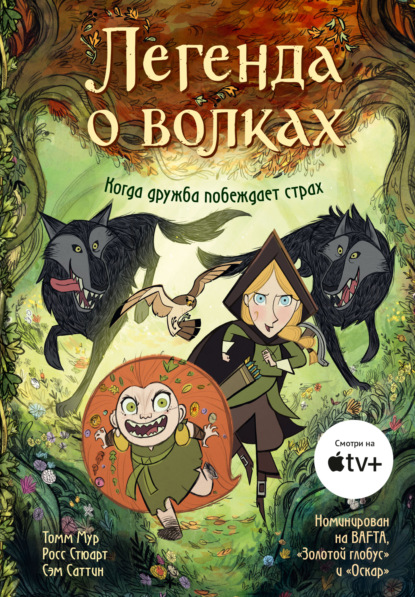 Легенда
о волках
Когда дружба побеждает страх
Смотри на
tv+
Томм Мур
Росс Стюарт
Сэм Саттин
Номинирован
на BAFTA,
«Золотой глобус»
и «Оскар»